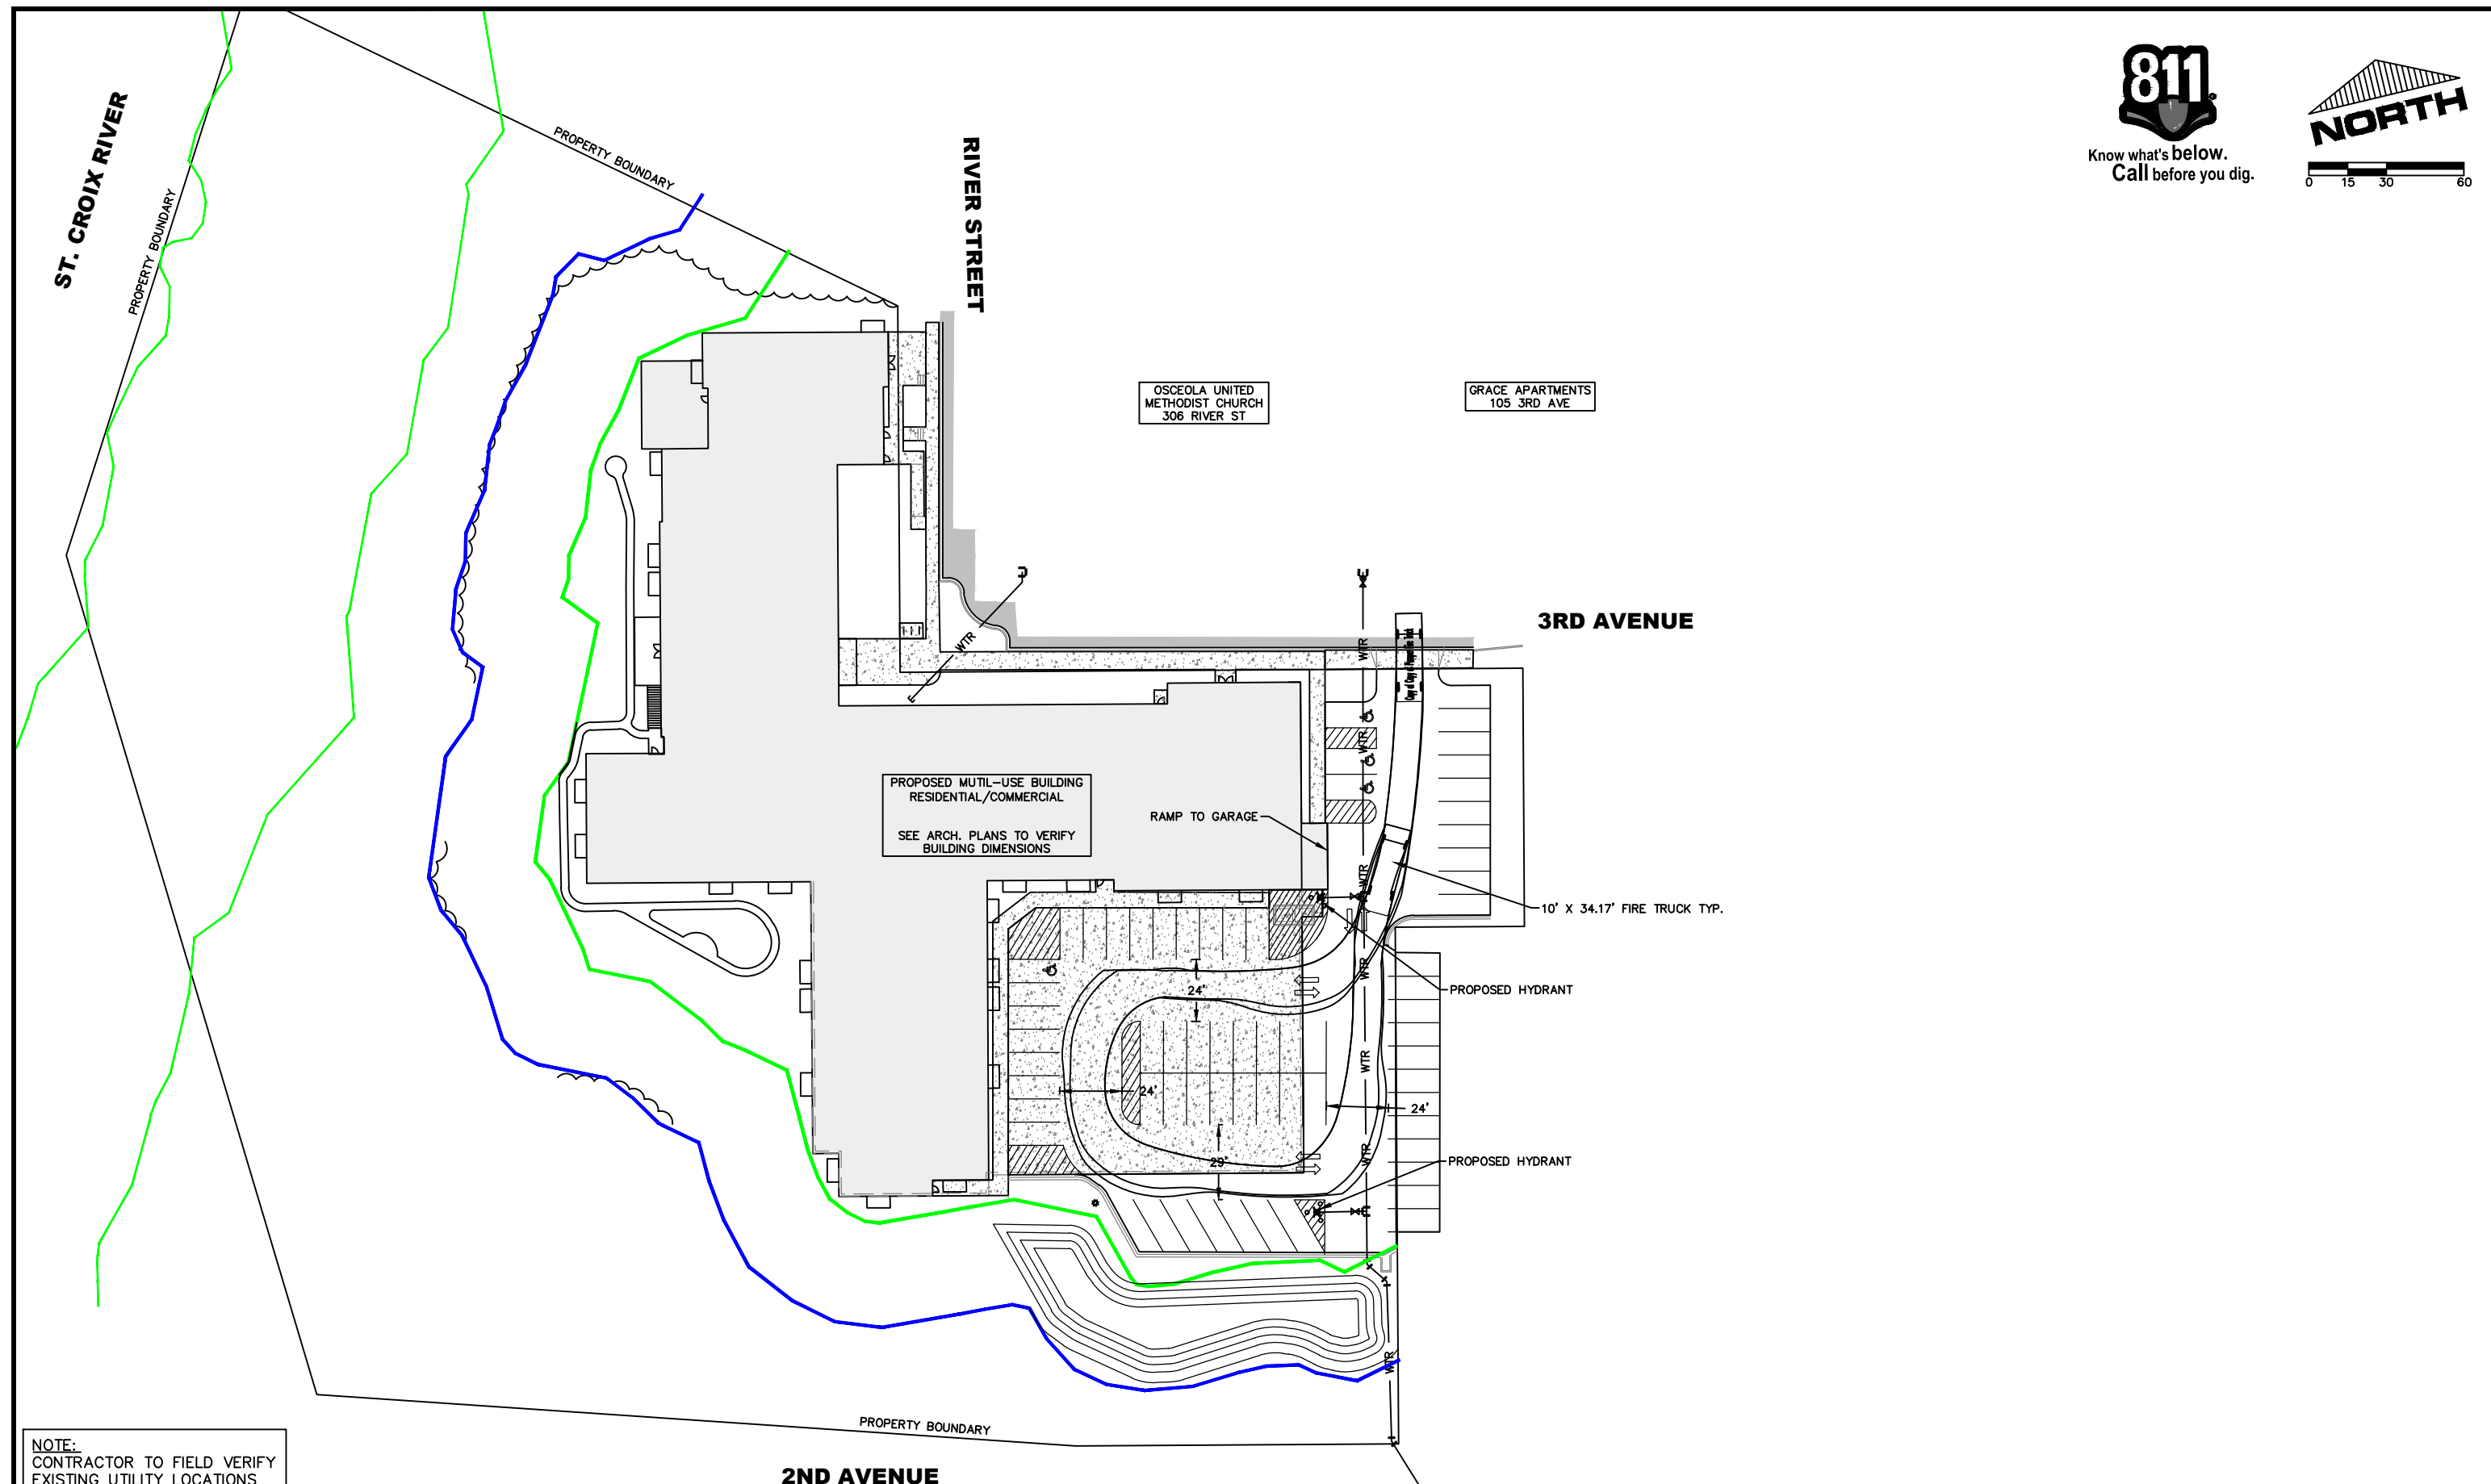 811
Know what's below.
Call before you dig.
NORTH
0 15 30 60
ST. CROIX RIVER
PROPERTY BOUNDARY
PROPERTY BOUNDARY
RIVER STREET
OSCEOLA UNITED
METHODIST CHURCH
306 RIVER ST
GRACE APARTMENTS
105 3RD AVE
3RD AVENUE
WTR
E
WTR
WTR
PROPOSED MUTIL-USE BUILDING
RESIDENTIAL/COMMERCIAL
SEE ARCH. PLANS TO VERIFY
BUILDING DIMENSIONS
RAMP TO GARAGE
WTR
10' X 34.17' FIRE TRUCK TYP.
WTR
24'
PROPOSED HYDRANT
WTR
24'
24'
WTR
29'
PROPOSED HYDRANT
WTR
PROPERTY BOUNDARY
NOTE:
CONTRACTOR TO FIELD VERIFY
EXISTING UTILITY LOCATIONS
2ND AVENUE